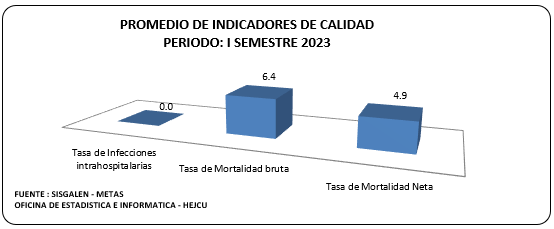 PROMEDIO DE INDICADORES DE CALIDAD
PERIODO: I SEMESTRE 2023
0.0
6.4
4.9
Tasa de Infecciones
intrahospitalarias
Tasa de Mortalidad bruta
Tasa de Mortalidad Neta
FUENTE : SISGALEN - METAS
OFICINA DE ESTADISTICA E INFORMATICA - HEJCU